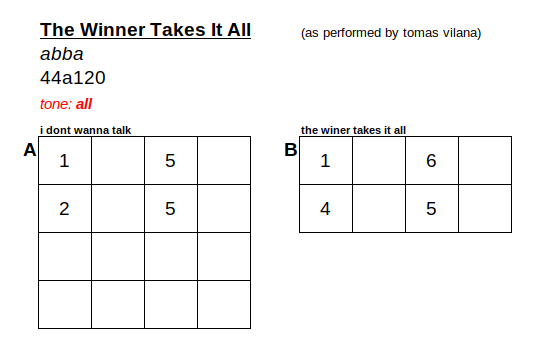 The Winner Takes It All
(as performed by tomas vilana)
abba
44a120
tone: all
i dont wanna talk
A
1 5
2 5
the winer takes it all
B
1 6
4 5